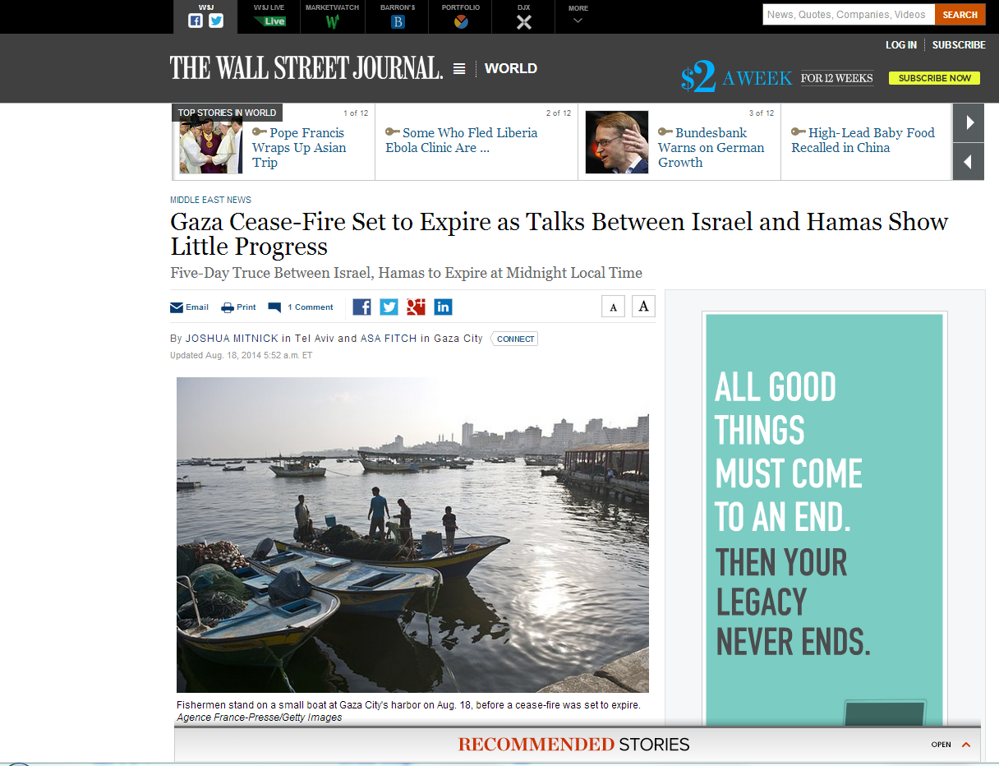 WSJ
WSJ LIVE
MARKETWATCH
BARRON'S
PORTFOLIO
DJX
MORE
Live
W
B
News, Quotes, Companies, Videos
SEARCH
LOG IN
SUBSCRIBE
THE WALL STREET JOURNAL.
WORLD
$2 A WEEK FOR 12 WEEKS
SUBSCRIBE NOW
TOP STORIES IN WORLD
1 of 12
Pope Francis
Wraps Up Asian
Trip
2 of 12
Some Who Fled Liberia
Ebola Clinic Are ...
3 of 12
Bundesbank
Warns on German
Growth
High-Lead Baby Food
Recalled in China
MIDDLE EAST NEWS
Gaza Cease-Fire Set to Expire as Talks Between Israel and Hamas Show
Little Progress
Five-Day Truce Between Israel, Hamas to Expire at Midnight Local Time
Email
Print
1 Comment
f
g+
in
A
A
By JOSHUA MITNICK in Tel Aviv and ASA FITCH in Gaza City
CONNECT
Updated Aug. 18, 2014 5:52 a.m. ET
Fishermen stand on a small boat at Gaza City's harbor on Aug. 18, before a cease-fire was set to expire.
Agence France-Presse/Getty Images
ALL GOOD
THINGS
MUST COME
TO AN END.
THEN YOUR
LEGACY
NEVER ENDS.
RECOMMENDED STORIES
OPEN